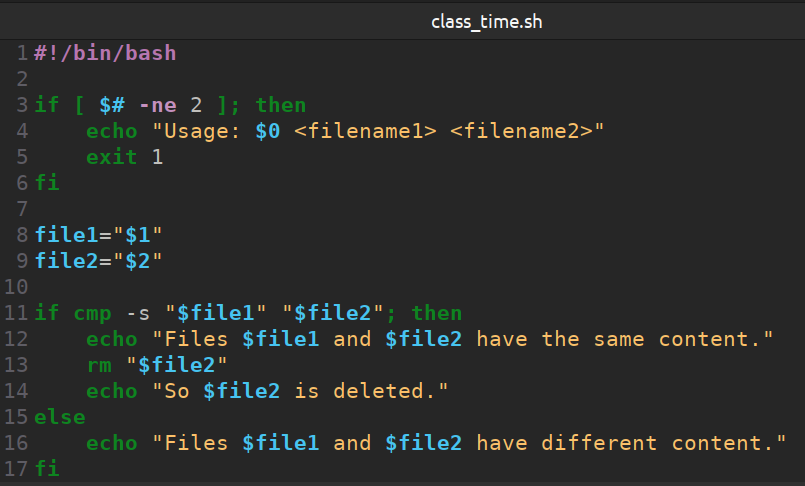 class_time.sh
1 #!/bin/bash
2
3 if [ $# -ne 2 ]; then
4     echo "Usage: $0 <filename1> <filename2>"
5     exit 1
6 fi
7
8 file1="$1"
9 file2="$2"
10
11 if cmp -s "$file1" "$file2"; then
12     echo "Files $file1 and $file2 have the same content."
13     rm "$file2"
14     echo "So $file2 is deleted."
15 else
16     echo "Files $file1 and $file2 have different content."
17 fi